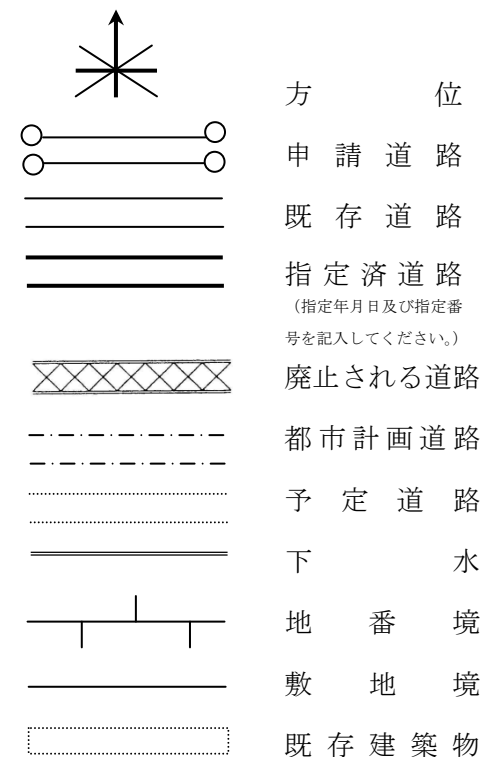 方位
申請道路
既存道路
指定済道路
（指定年月日及び指定番
号を記入してください。）
廃止される道路
都市計画道路
予定道路
下水
地番境
敷地境
既存建築物